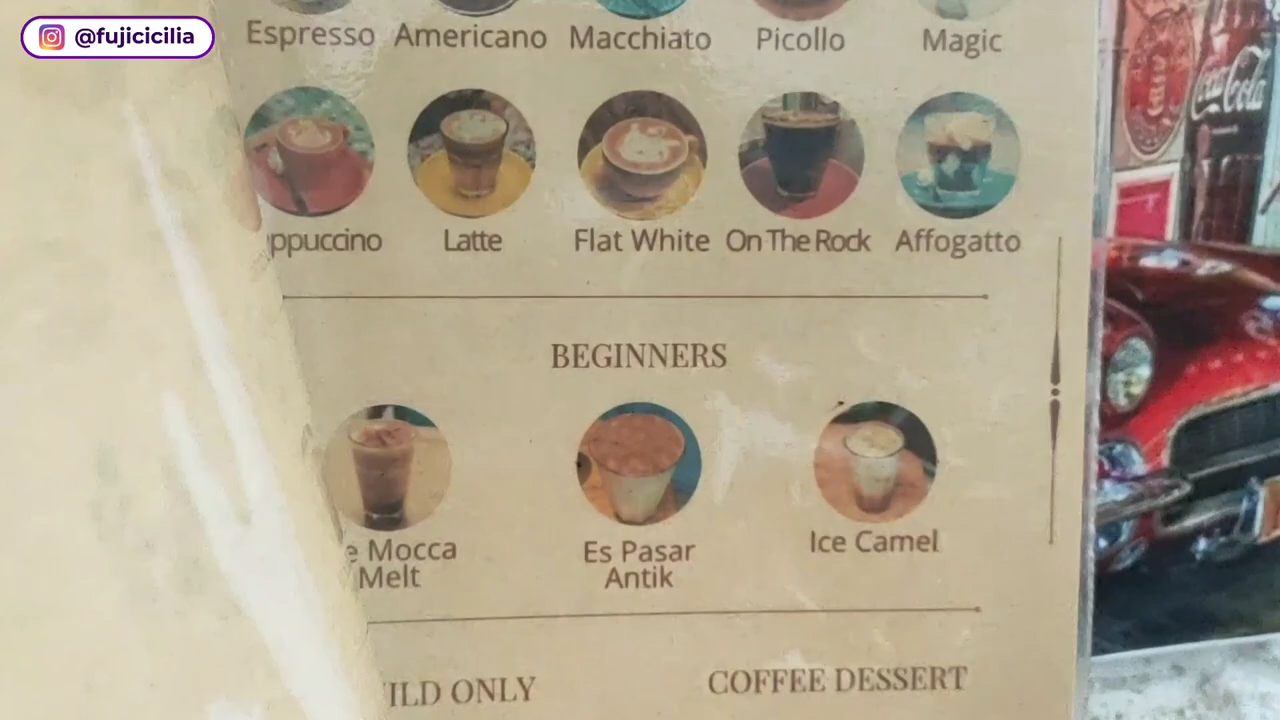 @fujicicilia
Espresso Americano Macchiato Picollo Magic
ppuccino Latte Flat White On The Rock Affogatto
BEGINNERS
e Mocca Melt
Es Pasar Antik
Ice Camel
ILD ONLY COFFEE DESSERT
Coca-Cola